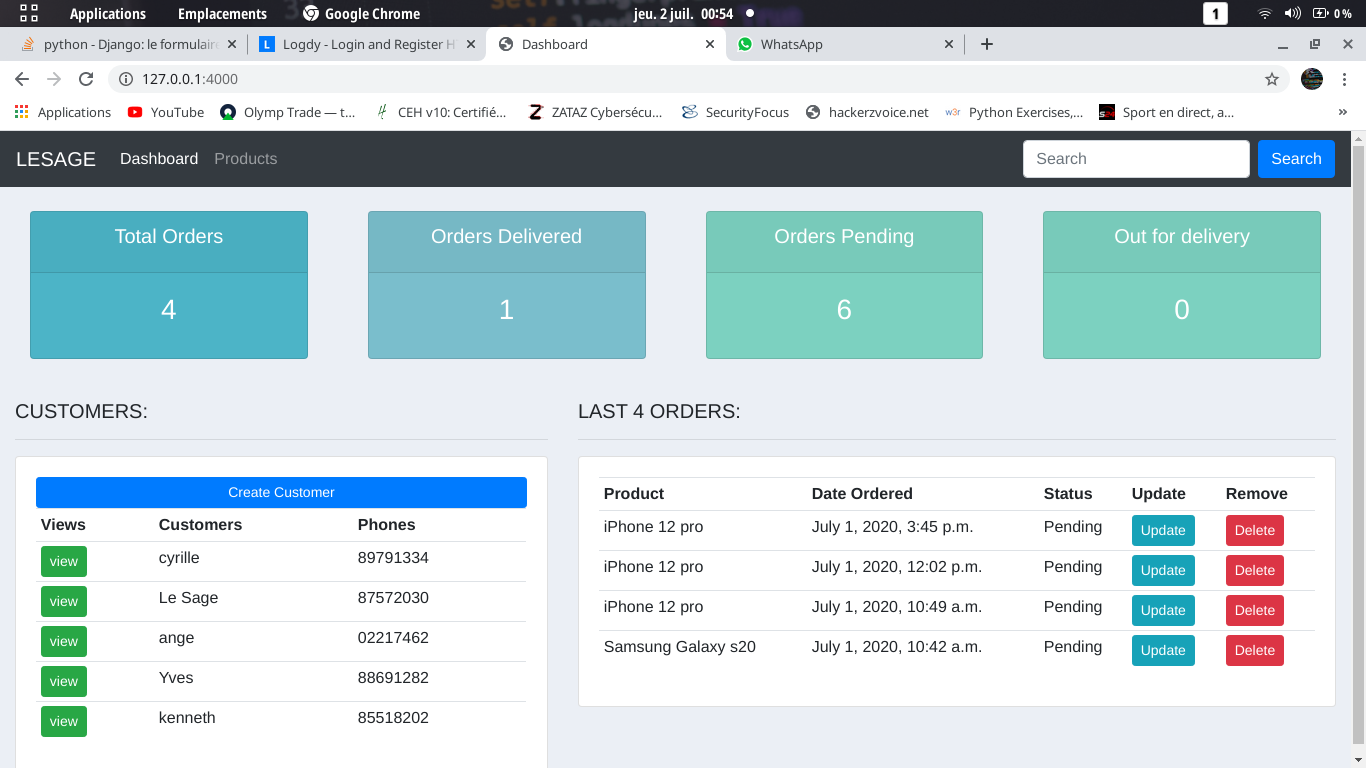 Applications Emplacements Google Chrome jeu. 2 juil. 00:54 1 0 %
python - Django: le formulaire Logdy - Login and Register H Dashboard WhatsApp
127.0.0.1:4000
Applications YouTube Olymp Trade — t... CEH v10: Certifié... ZATAZ Cybersécu... SecurityFocus hackerzvoice.net w3r Python Exercises,... Sport en direct, a... »
LESAGE Dashboard Products Search Search
Total Orders Orders Delivered Orders Pending Out for delivery
4 1 6 0
CUSTOMERS: LAST 4 ORDERS:
Create Customer
Views Customers Phones
view cyrille 89791334
view Le Sage 87572030
view ange 02217462
view Yves 88691282
view kenneth 85518202
Product Date Ordered Status Update Remove
iPhone 12 pro July 1, 2020, 3:45 p.m. Pending Update Delete
iPhone 12 pro July 1, 2020, 12:02 p.m. Pending Update Delete
iPhone 12 pro July 1, 2020, 10:49 a.m. Pending Update Delete
Samsung Galaxy s20 July 1, 2020, 10:42 a.m. Pending Update Delete